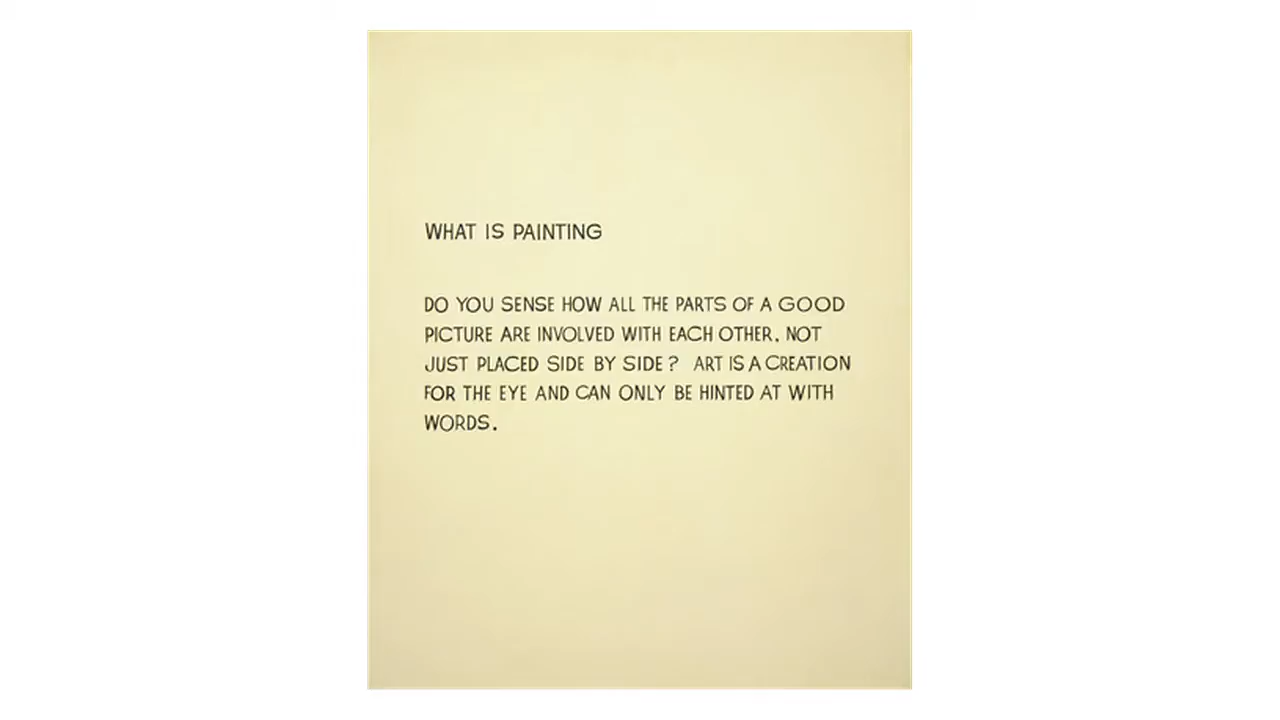 WHAT IS PAINTING
DO YOU SENSE HOW ALL THE PARTS OF A GOOD
PICTURE ARE INVOLVED WITH EACH OTHER, NOT
JUST PLACED SIDE BY SIDE? ART IS A CREATION
FOR THE EYE AND CAN ONLY BE HINTED AT WITH
WORDS.